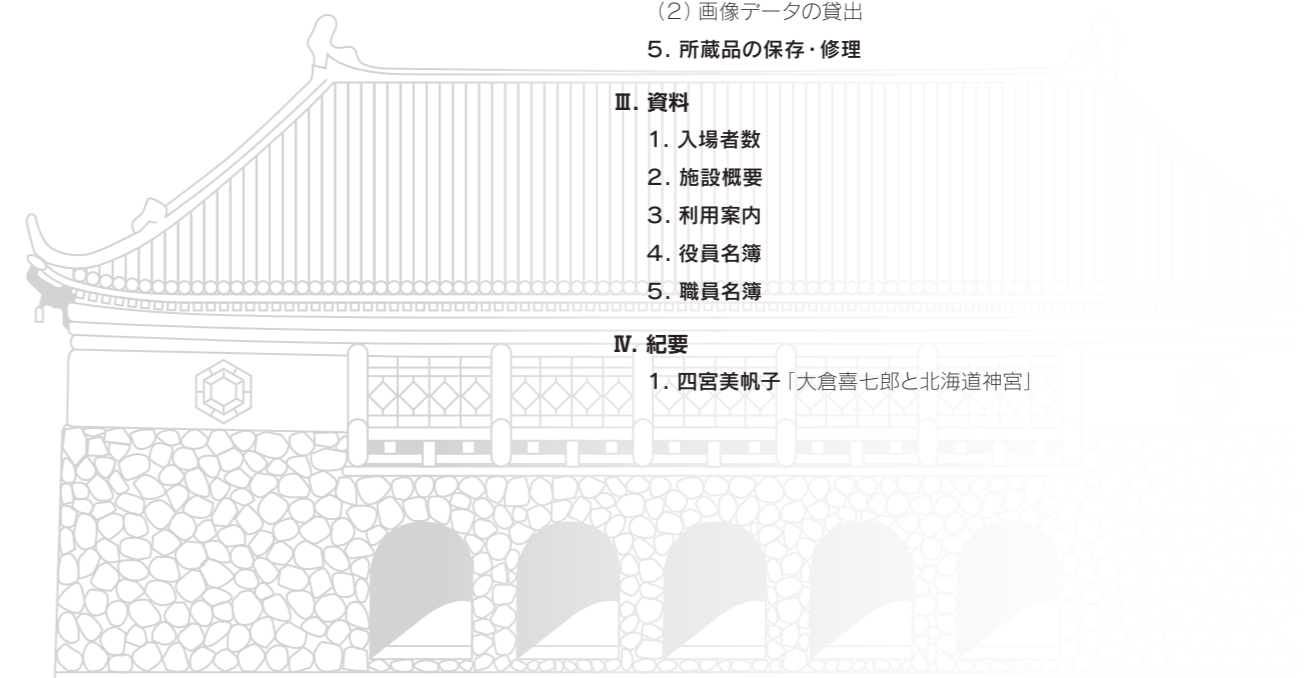 （2）画像データの貸出
5. 所蔵品の保存・修理
Ⅲ. 資料
1. 入場者数
2. 施設概要
3. 利用案内
4. 役員名簿
5. 職員名簿
Ⅳ. 紀要
1. 四宮美帆子「大倉喜七郎と北海道神宮」